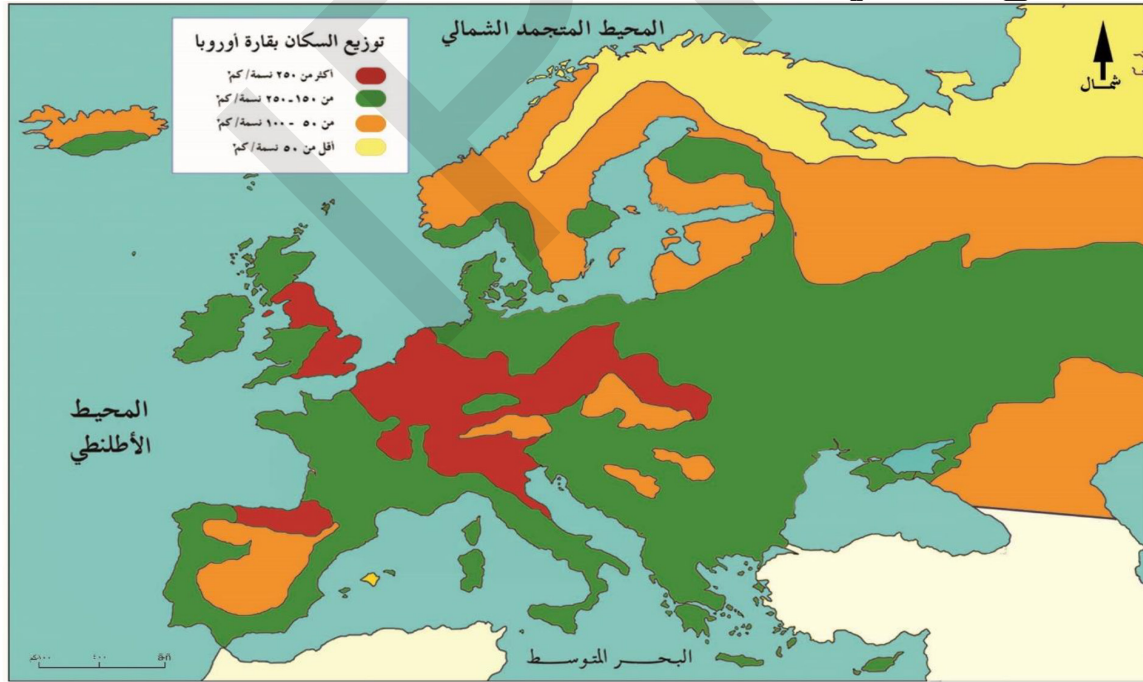 المحيط المتجمد الشمالي
توزيع السكان بقارة أوروبا
أكثر من ٢٥٠ نسمة/كم²
من ١٥٠ - ٢٥٠ نسمة/كم²
من ٥٠ - ١٠٠ نسمة/كم²
أقل من ٥٠ نسمة/كم²
شمال
المحيط
الأطلنطي
البحر المتوسط